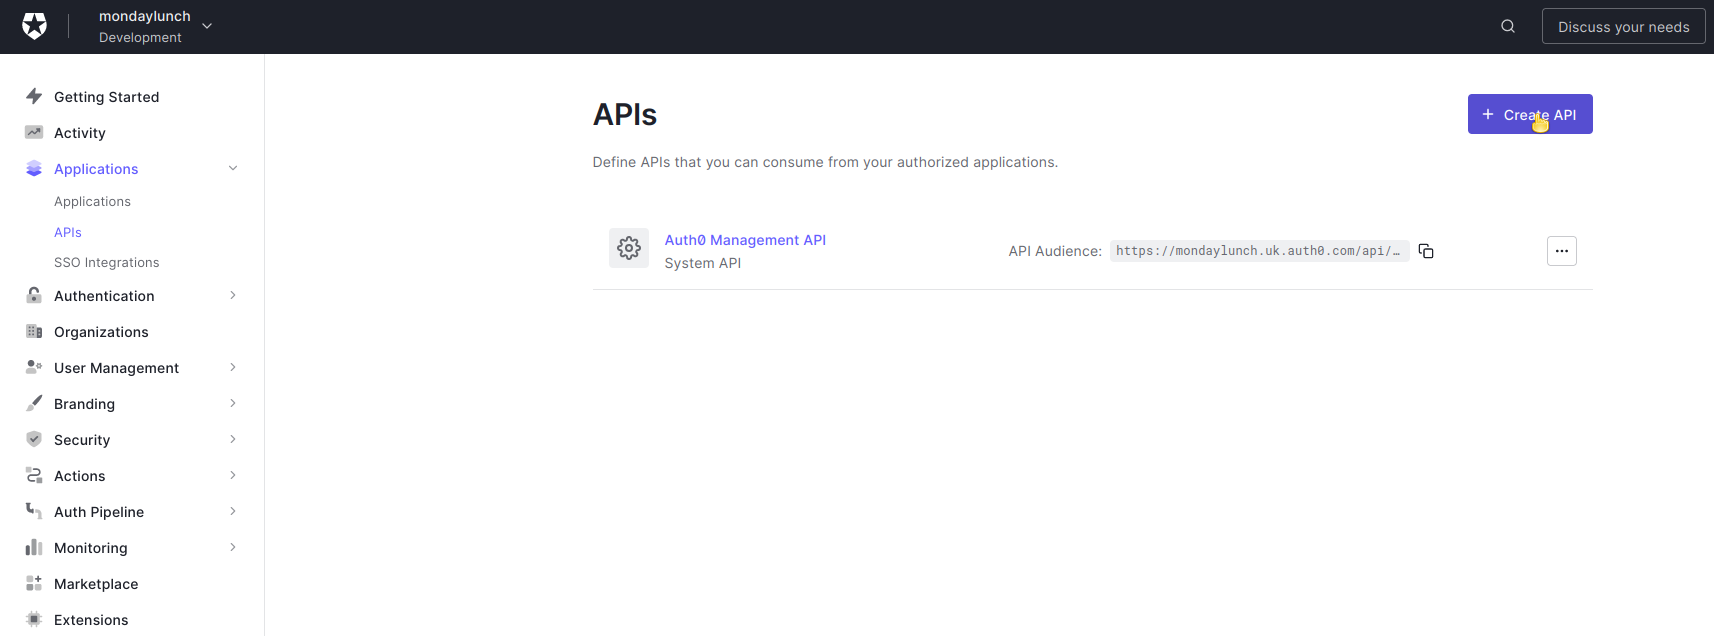 mondaylunch
Development
Discuss your needs
Getting Started
Activity
Applications
Applications
APIs
SSO Integrations
Authentication
Organizations
User Management
Branding
Security
Actions
Auth Pipeline
Monitoring
Marketplace
Extensions
APIs
+ Create API
Define APIs that you can consume from your authorized applications.
Auth0 Management API
System API
API Audience: https://mondaylunch.uk.auth0.com/api/…